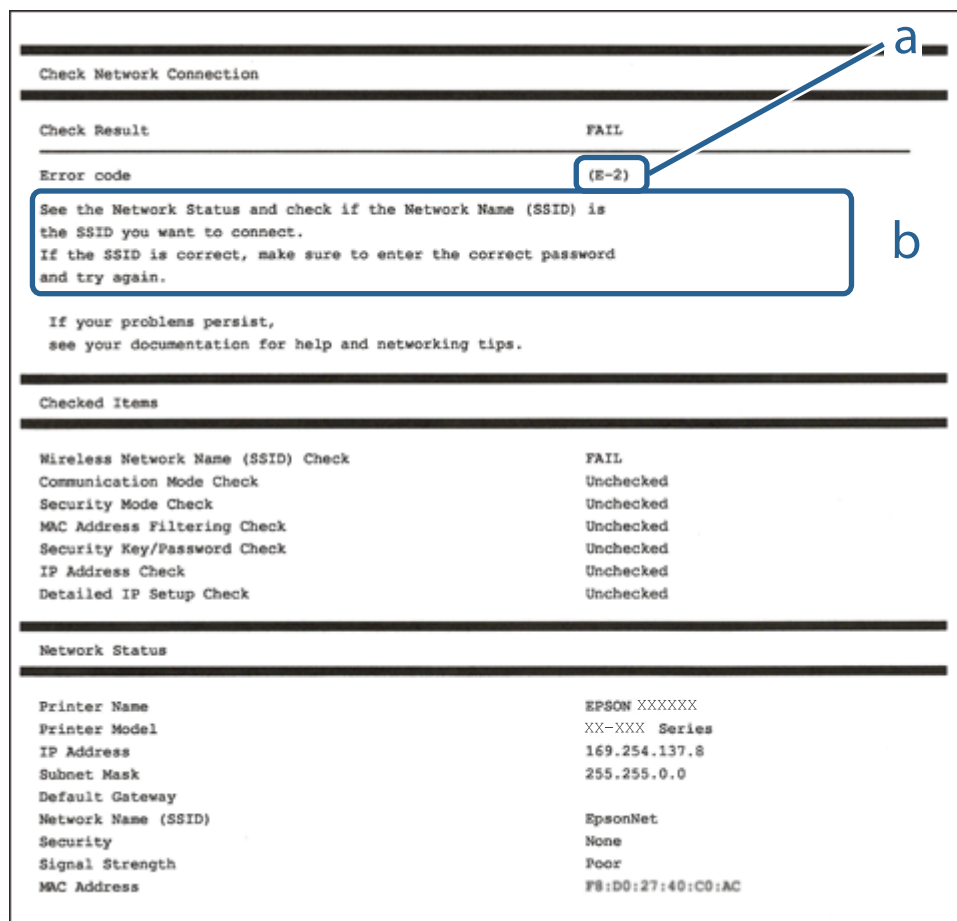 a
Check Network Connection
Check Result FAIL
Error code (E-2)
See the Network Status and check if the Network Name (SSID) is
the SSID you want to connect.
If the SSID is correct, make sure to enter the correct password
and try again.
b
If your problems persist,
see your documentation for help and networking tips.
Checked Items
Wireless Network Name (SSID) Check FAIL
Communication Mode Check Unchecked
Security Mode Check Unchecked
MAC Address Filtering Check Unchecked
Security Key/Password Check Unchecked
IP Address Check Unchecked
Detailed IP Setup Check Unchecked
Network Status
Printer Name EPSON XXXXXX
Printer Model XX-XXX Series
IP Address 169.254.137.8
Subnet Mask 255.255.0.0
Default Gateway
Network Name (SSID) EpsonNet
Security None
Signal Strength Poor
MAC Address F8:D0:27:40:C0:AC